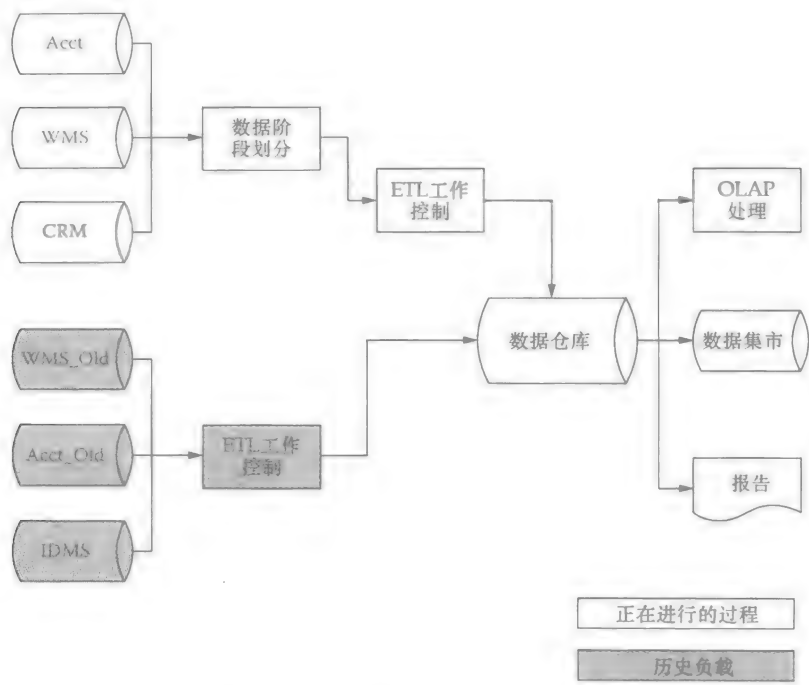 Acct
WMS
CRM
数据阶
段划分
ETL工作
控制
OLAP
处理
数据仓库
数据集市
报告
WMS_Old
Acct_Old
IDMS
ETL工作
控制
正在进行的过程
历史负载